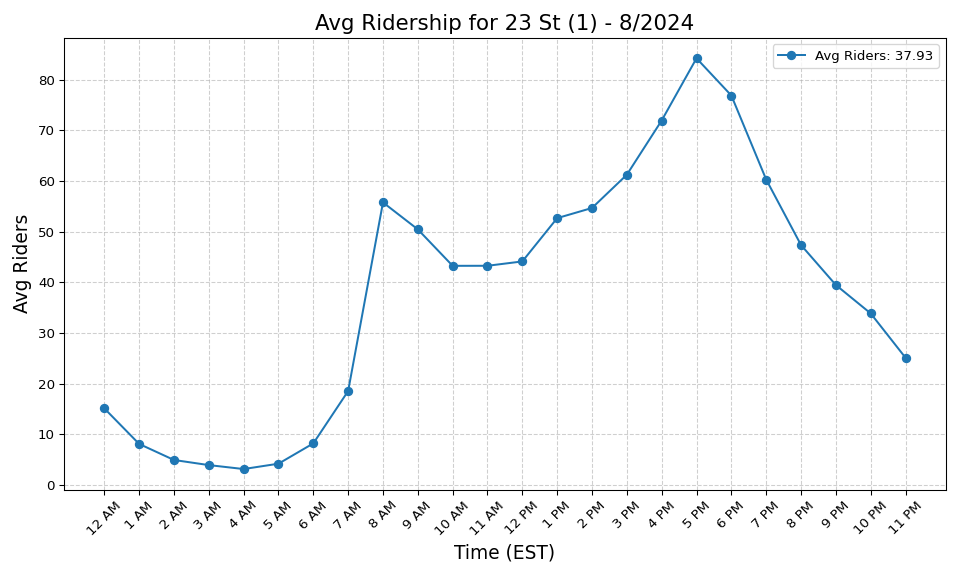 Avg Ridership for 23 St (1) - 8/2024
Avg Riders: 37.93
Avg Riders
80
70
60
50
40
30
20
10
0
12 AM
1 AM
2 AM
3 AM
4 AM
5 AM
6 AM
7 AM
8 AM
9 AM
10 AM
11 AM
12 PM
1 PM
2 PM
3 PM
4 PM
5 PM
6 PM
7 PM
8 PM
9 PM
10 PM
11 PM
Time (EST)